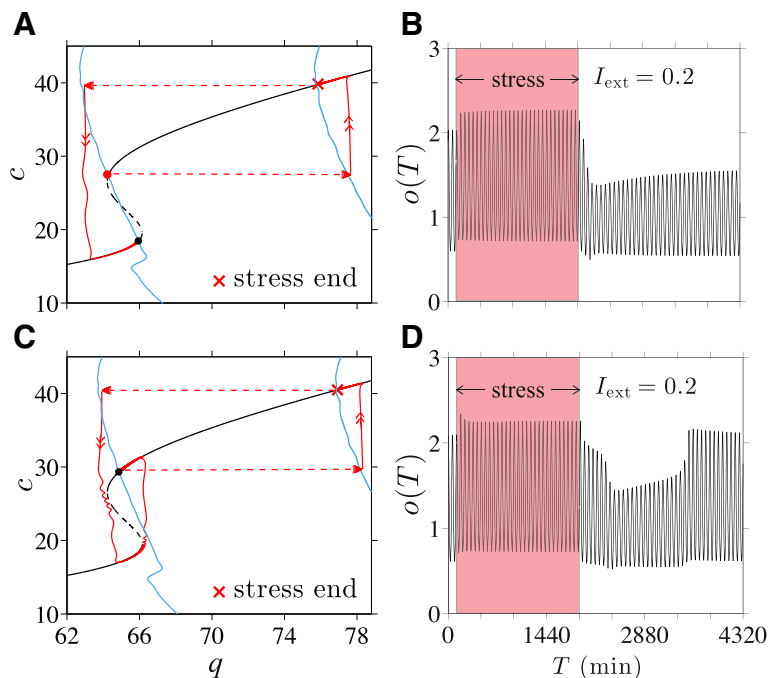 A
B
40
30
20
10
c
× stress end
3
2
1
0
o(T)
stress
I_ext = 0.2
C
D
40
30
20
10
c
× stress end
62
66
70
74
78
q
3
2
1
0
o(T)
stress
I_ext = 0.2
0
1440
2880
4320
T (min)